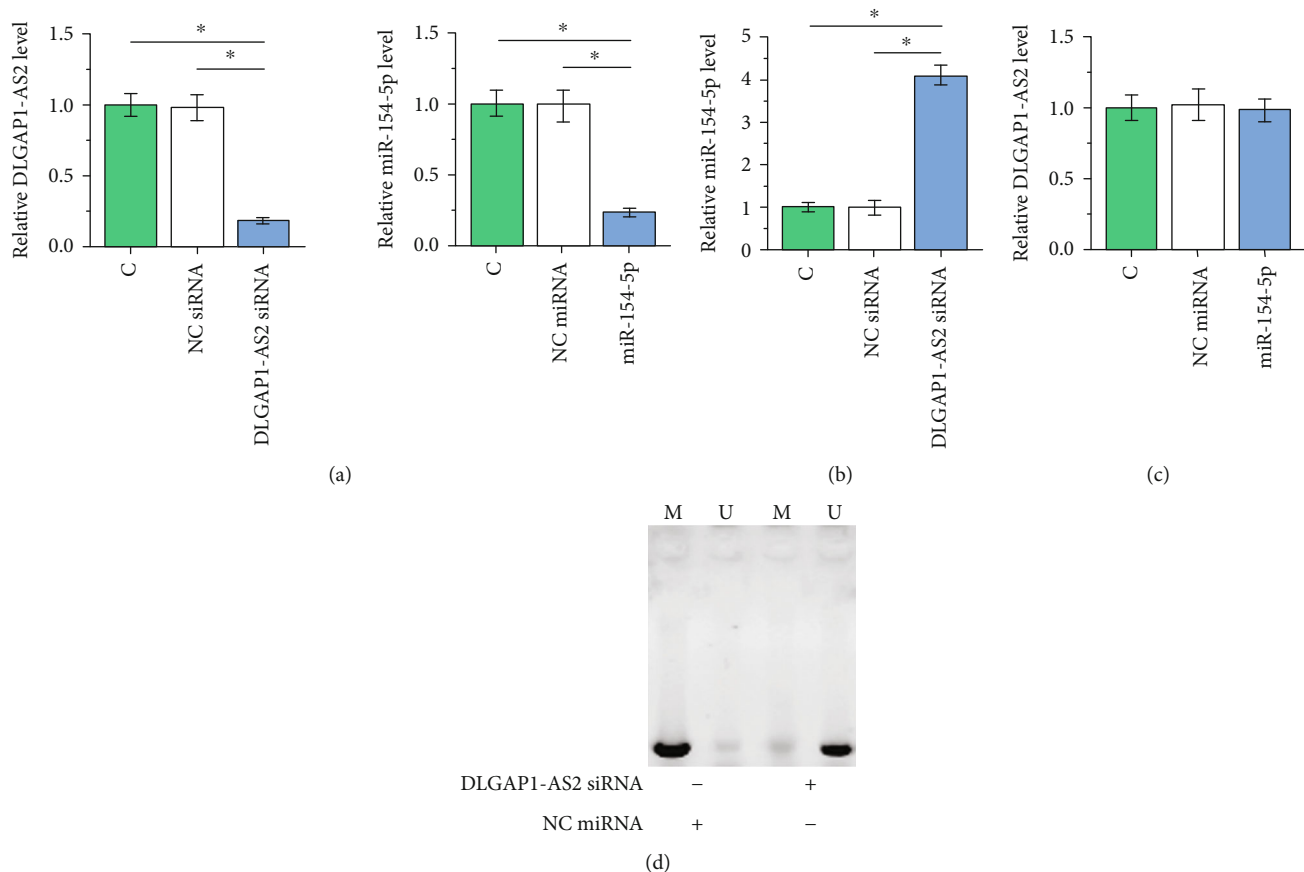 Relative DLGAP1-AS2 level
1.5
1.0
0.5
0.0
*
*
C
NC siRNA
DLGAP1-AS2 siRNA
Relative miR-154-5p level
1.5
1.0
0.5
0.0
*
*
C
NC miRNA
miR-154-5p
(a)
Relative miR-154-5p level
5
4
3
2
1
0
*
*
C
NC siRNA
DLGAP1-AS2 siRNA
(b)
Relative DLGAP1-AS2 level
1.5
1.0
0.5
0.0
C
NC miRNA
miR-154-5p
(c)
M U M U
DLGAP1-AS2 siRNA − +
NC miRNA + −
(d)